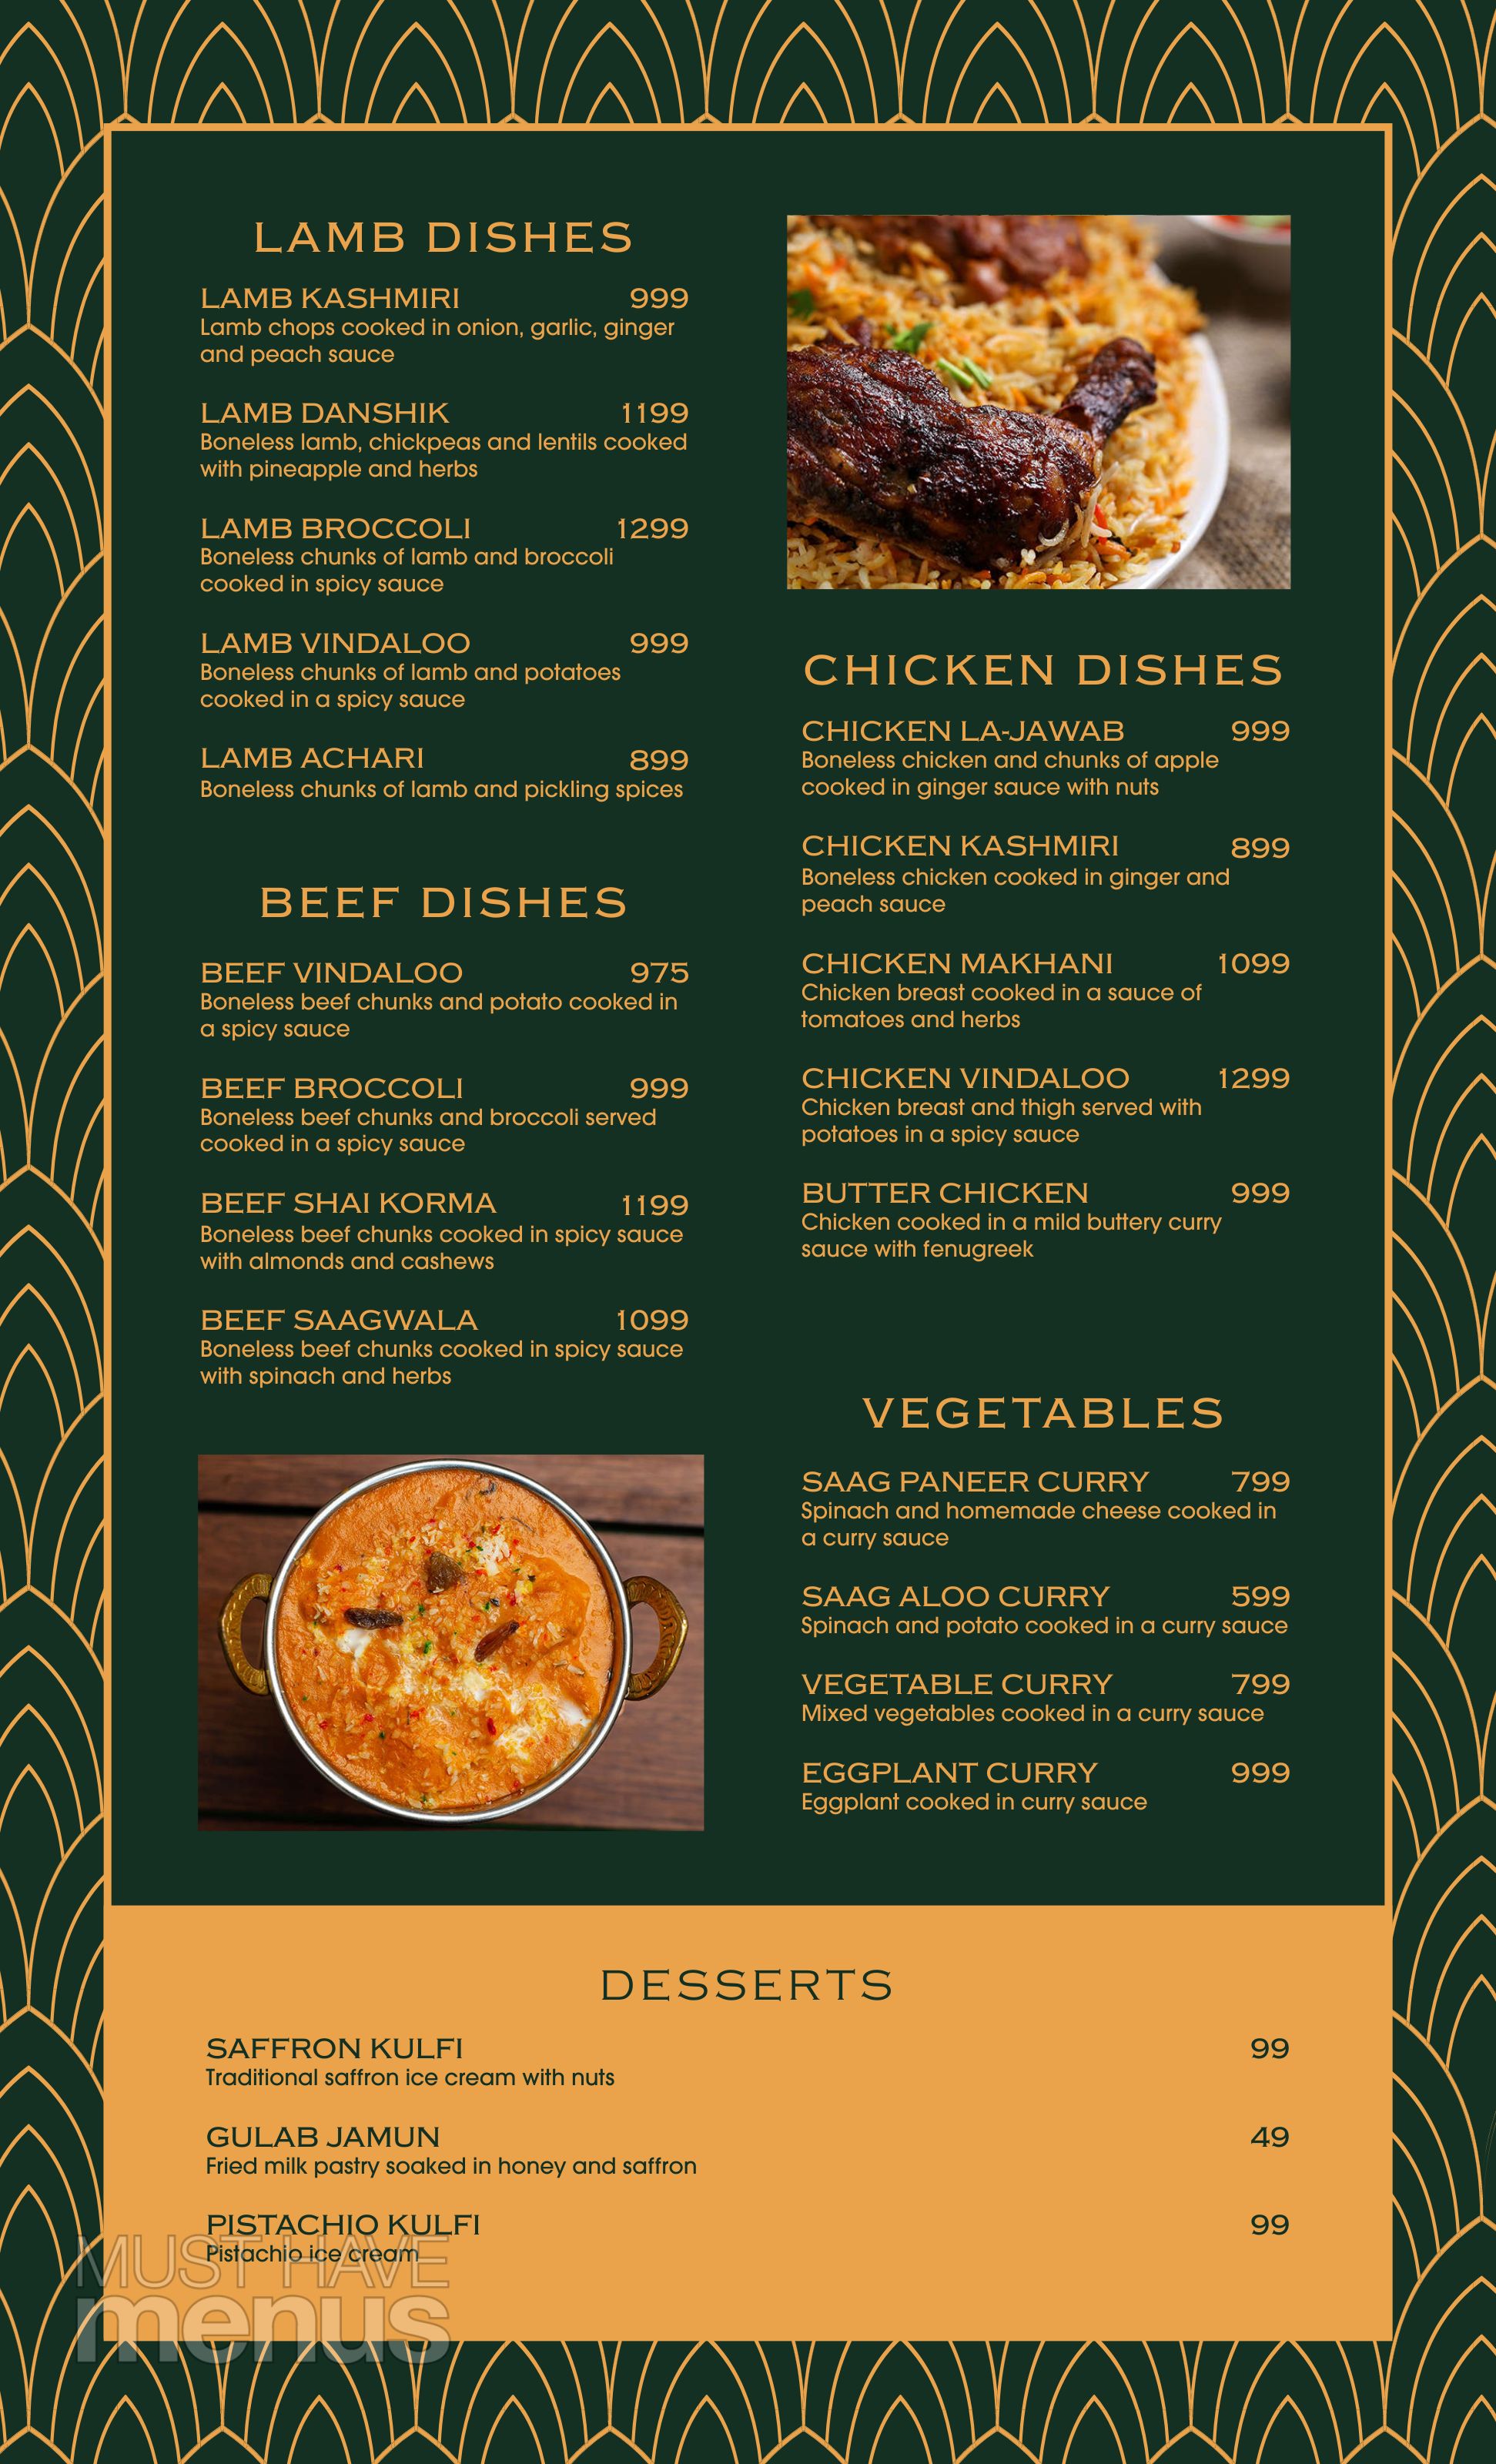 LAMB DISHES
LAMB KASHMIRI 999
Lamb chops cooked in onion, garlic, ginger
and peach sauce
LAMB DANSHIK 1199
Boneless lamb, chickpeas and lentils cooked
with pineapple and herbs
LAMB BROCCOLI 1299
Boneless chunks of lamb and broccoli
cooked in spicy sauce
LAMB VINDALOO 999
Boneless chunks of lamb and potatoes
cooked in a spicy sauce
LAMB ACHARI 899
Boneless chunks of lamb and pickling spices
BEEF DISHES
BEEF VINDALOO 975
Boneless beef chunks and potato cooked in
a spicy sauce
BEEF BROCCOLI 999
Boneless beef chunks and broccoli served
cooked in a spicy sauce
BEEF SHAI KORMA 1199
Boneless beef chunks cooked in spicy sauce
with almonds and cashews
BEEF SAAGWALA 1099
Boneless beef chunks cooked in spicy sauce
with spinach and herbs
CHICKEN DISHES
CHICKEN LA-JAWAB 999
Boneless chicken and chunks of apple
cooked in ginger sauce with nuts
CHICKEN KASHMIRI 899
Boneless chicken cooked in ginger and
peach sauce
CHICKEN MAKHANI 1099
Chicken breast cooked in a sauce of
tomatoes and herbs
CHICKEN VINDALOO 1299
Chicken breast and thigh served with
potatoes in a spicy sauce
BUTTER CHICKEN 999
Chicken cooked in a mild buttery curry
sauce with fenugreek
VEGETABLES
SAAG PANEER CURRY 799
Spinach and homemade cheese cooked in
a curry sauce
SAAG ALOO CURRY 599
Spinach and potato cooked in a curry sauce
VEGETABLE CURRY 799
Mixed vegetables cooked in a curry sauce
EGGPLANT CURRY 999
Eggplant cooked in curry sauce
DESSERTS
SAFFRON KULFI 99
Traditional saffron ice cream with nuts
GULAB JAMUN 49
Fried milk pastry soaked in honey and saffron
PISTACHIO KULFI 99
Pistachio ice cream
MUST HAVE
menus